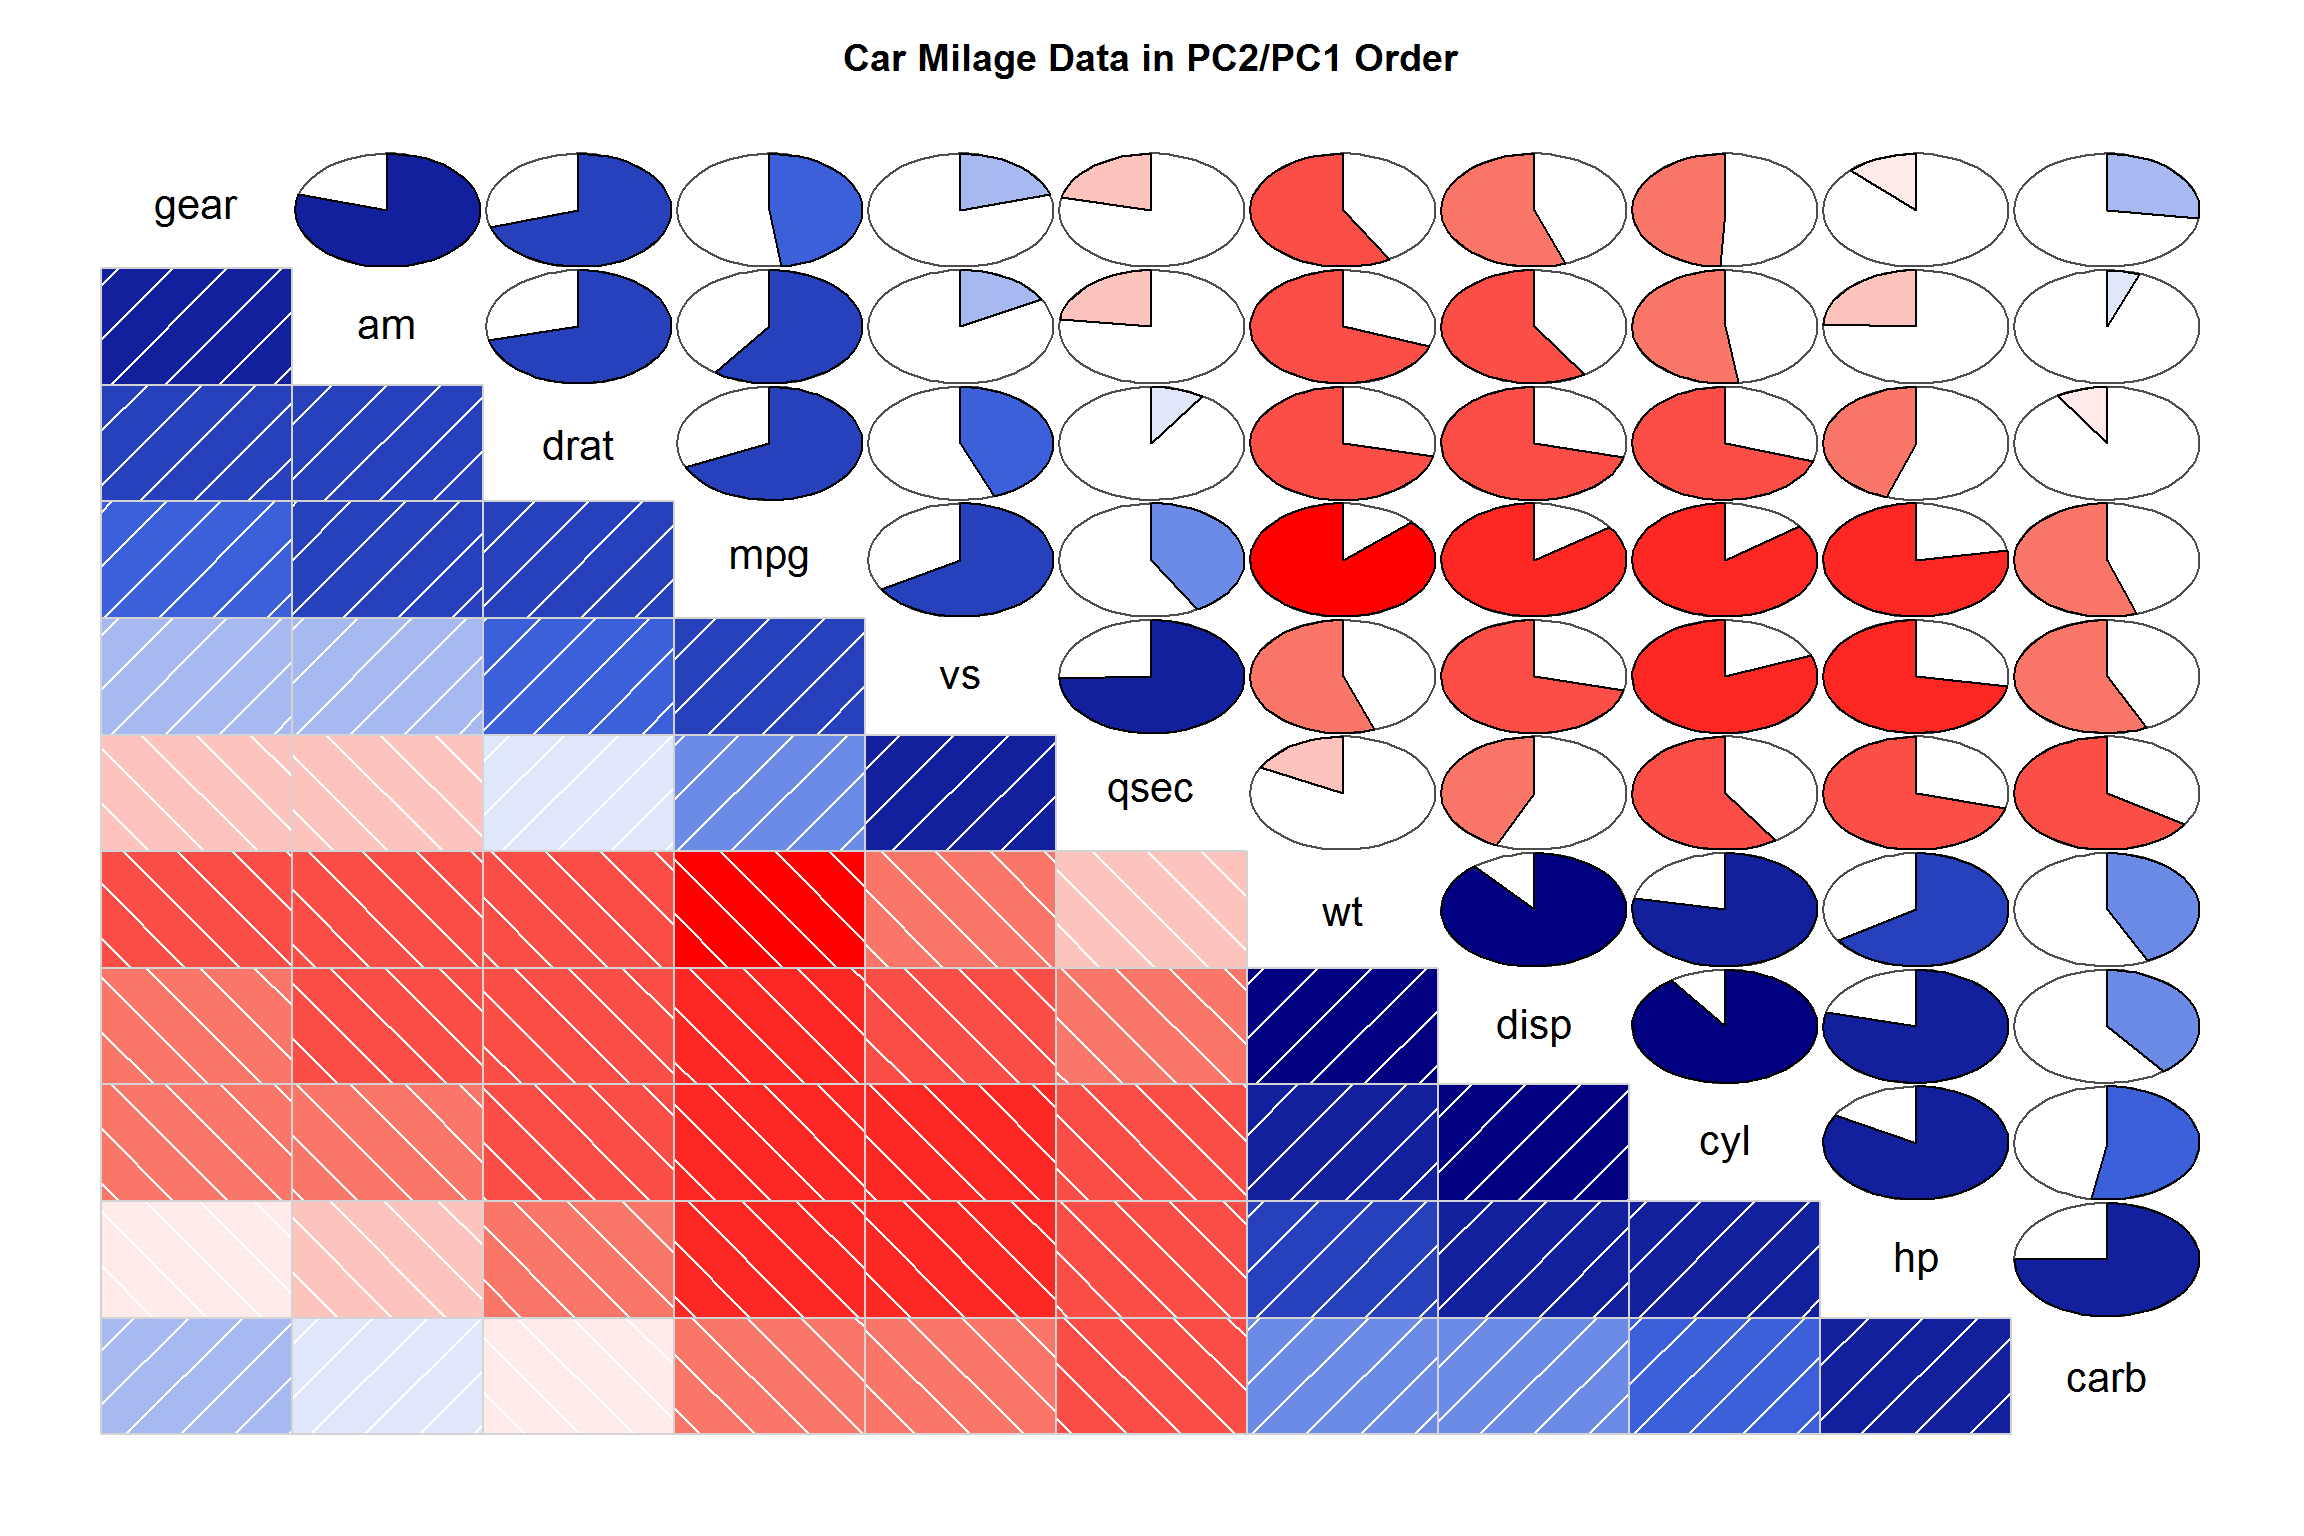 Car Milage Data in PC2/PC1 Order
gear
am
drat
mpg
vs
qsec
wt
disp
cyl
hp
carb